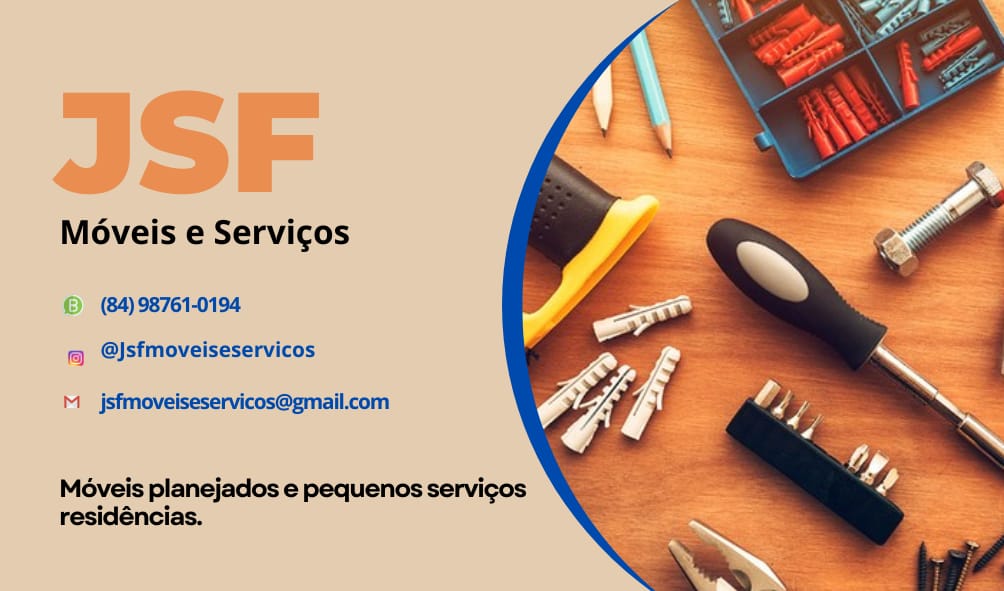 JSF
Móveis e Serviços
(84) 98761-0194
@Jsfmoveiseservicos
jsfmoveiseservicos@gmail.com
Móveis planejados e pequenos serviços
residências.